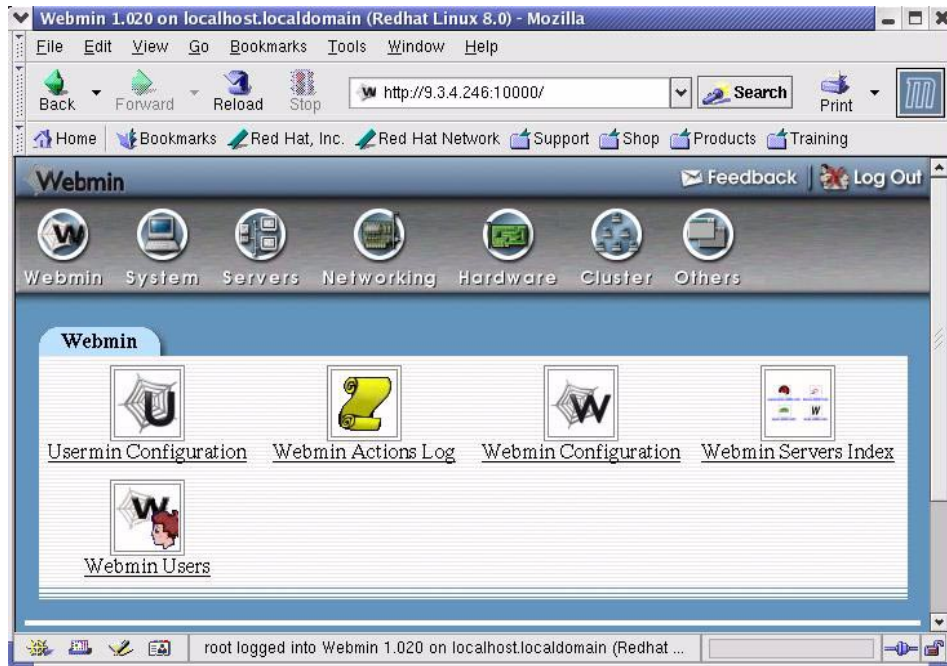 Webmin 1.020 on localhost.localdomain (Redhat Linux 8.0) - Mozilla
File Edit View Go Bookmarks Tools Window Help
Back Forward Reload Stop http://9.3.4.246:10000/ Search Print
Home Bookmarks Red Hat, Inc. Red Hat Network Support Shop Products Training
Webmin Feedback Log Out
Webmin System Servers Networking Hardware Cluster Others
Webmin
Usermin Configuration Webmin Actions Log Webmin Configuration Webmin Servers Index
Webmin Users
root logged into Webmin 1.020 on localhost.localdomain (Redhat ...